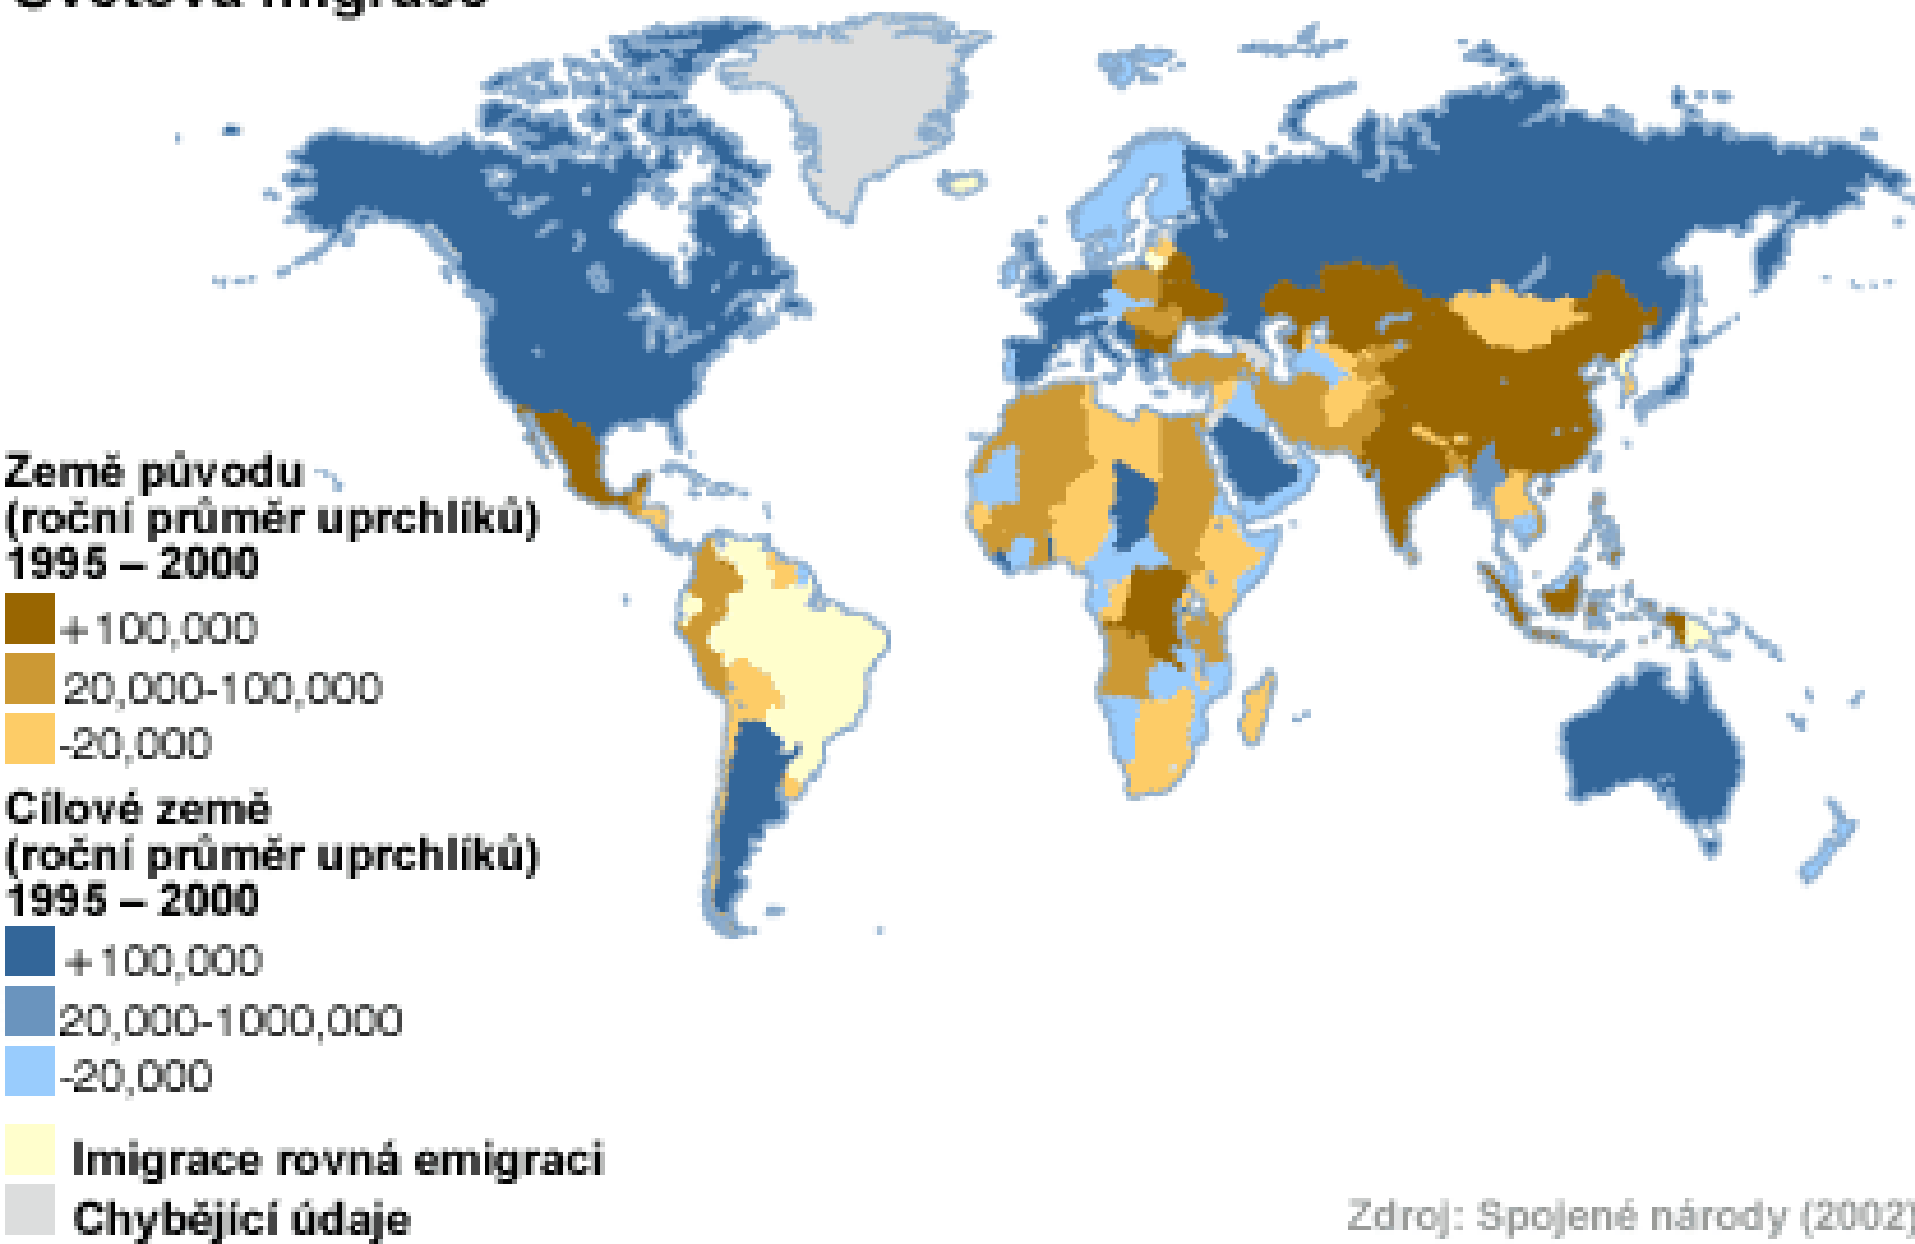 Světová migrace
Země původu
(roční průměr uprchlíků)
1995 – 2000
+100,000
20,000-100,000
-20,000
Cílové země
(roční průměr uprchlíků)
1995 – 2000
+100,000
20,000-1000,000
-20,000
Imigrace rovná emigraci
Chybějící údaje
Zdroj: Spojené národy (2002)